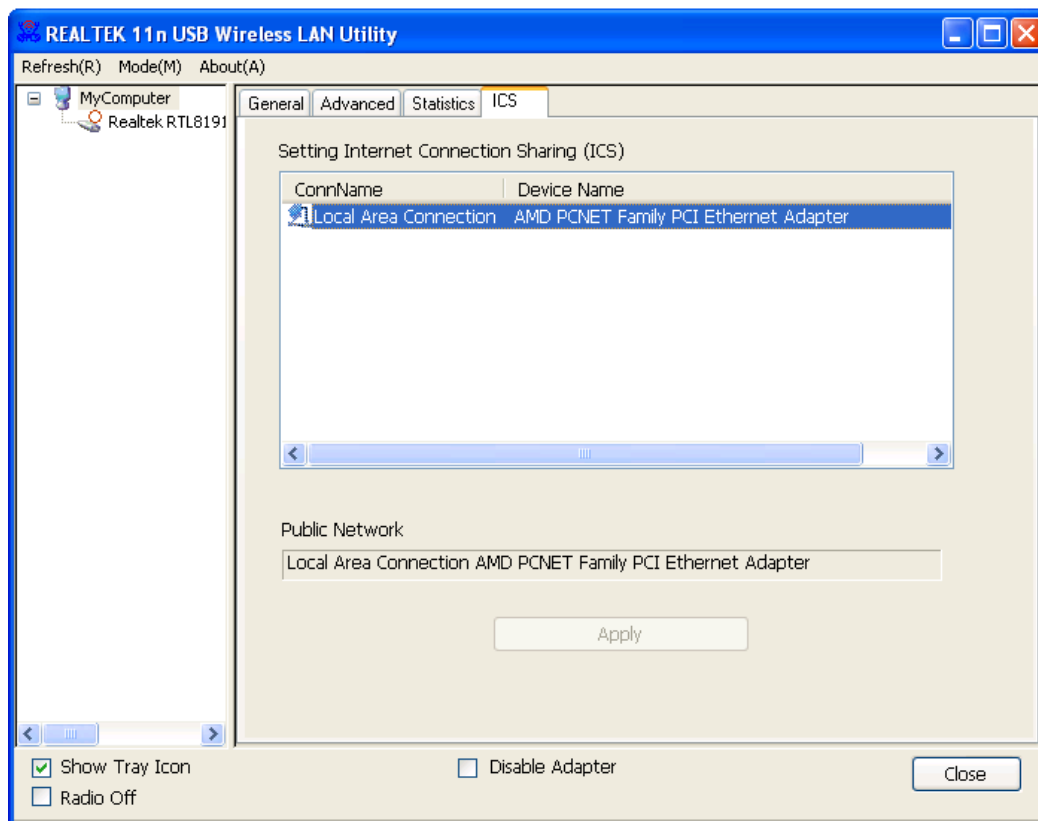 REALTEK 11n USB Wireless LAN Utility
Refresh(R) Mode(M) About(A)
MyComputer
Realtek RTL8191
General Advanced Statistics ICS
Setting Internet Connection Sharing (ICS)
ConnName Device Name
Local Area Connection AMD PCNET Family PCI Ethernet Adapter
Public Network
Local Area Connection AMD PCNET Family PCI Ethernet Adapter
Apply
Show Tray Icon
Disable Adapter
Close
Radio Off